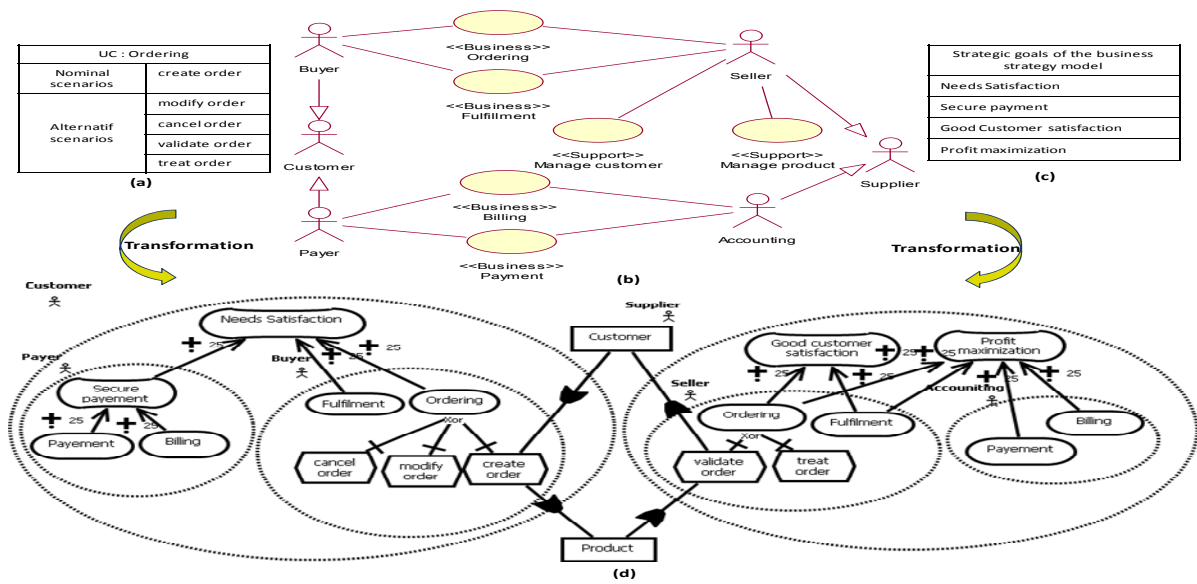 UC : Ordering
Nominal
scenarios
create order
Alternatif
scenarios
modify order
cancel order
validate order
treat order
(a)
Buyer
Customer
Payer
<<Business>>
Ordering
<<Business>>
Fulfillment
<<Support>>
Manage customer
<<Support>>
Manage product
<<Business>>
Billing
<<Business>>
Payment
Seller
Supplier
Accounting
(b)
Strategic goals of the business
strategy model
Needs Satisfaction
Secure payment
Good Customer satisfaction
Profit maximization
(c)
Transformation
Transformation
Customer
Needs Satisfaction
25
25
25
Payer
Buyer
Secure
payement
25
25
Payement
Billing
Fulfilment
Ordering
Xor
cancel
order
modify
order
create
order
Customer
Product
Supplier
Good customer
satisfaction
Profit
maximization
25
25
25
25
25
25
Seller
Accounting
Ordering
Xor
Fulfilment
Billing
Payement
validate
order
treat
order
(d)